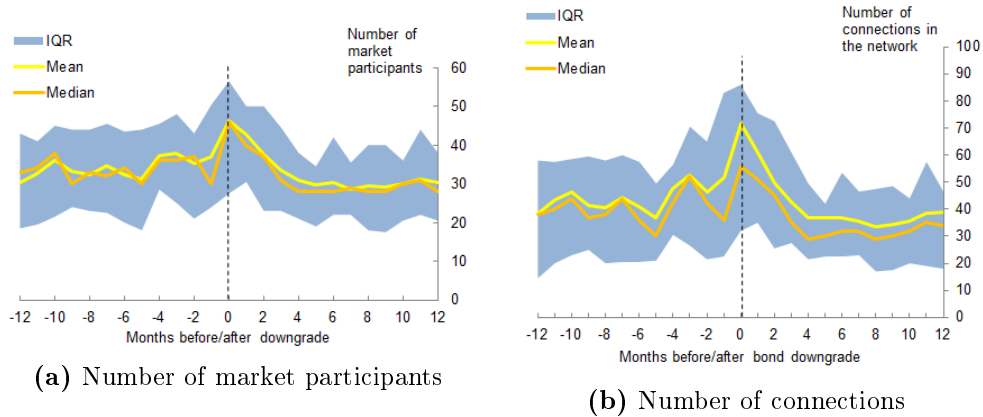 IQR
Mean
Median
Number of
market
participants
60
50
40
30
20
10
0
-12 -10 -8 -6 -4 -2 0 2 4 6 8 10 12
Months before/after downgrade
(a) Number of market participants
IQR
Mean
Median
Number of
connections in
the network
100
90
80
70
60
50
40
30
20
10
0
-12 -10 -8 -6 -4 -2 0 2 4 6 8 10 12
Months before/after bond downgrade
(b) Number of connections